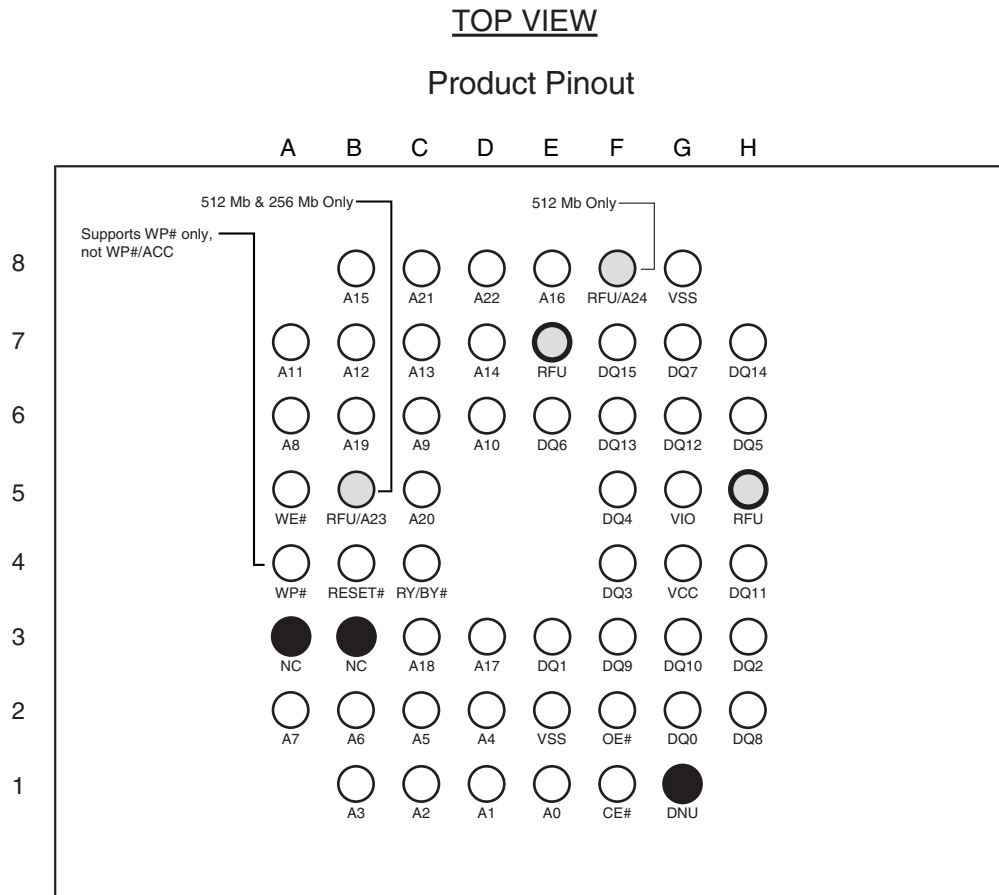 TOP VIEW
Product Pinout
A B C D E F G H
512 Mb & 256 Mb Only
512 Mb Only
Supports WP# only,
not WP#/ACC
8
A15 A21 A22 A16 RFU/A24 VSS
7
A11 A12 A13 A14 RFU DQ15 DQ7 DQ14
6
A8 A19 A9 A10 DQ6 DQ13 DQ12 DQ5
5
WE# RFU/A23 A20 DQ4 VIO RFU
4
WP# RESET# RY/BY# DQ3 VCC DQ11
3
NC NC A18 A17 DQ1 DQ9 DQ10 DQ2
2
A7 A6 A5 A4 VSS OE# DQ0 DQ8
1
A3 A2 A1 A0 CE# DNU